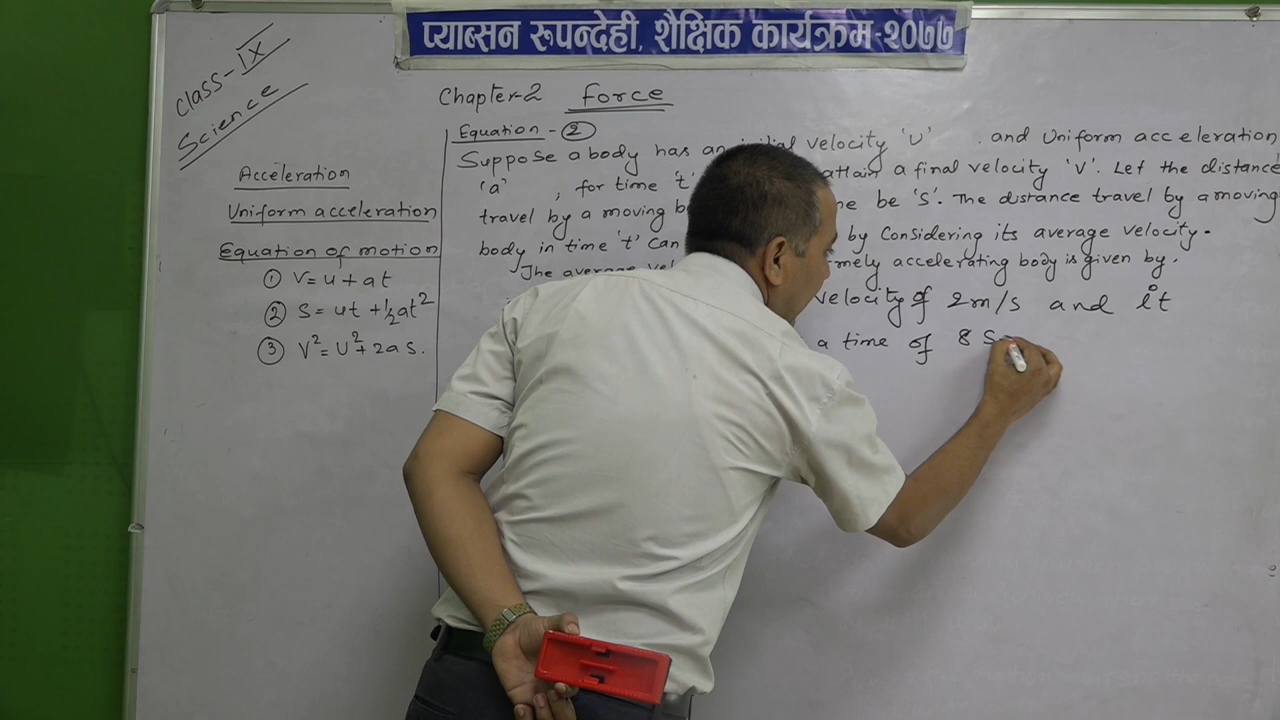 प्याब्सन रुपन्देही, शैक्षिक कार्यक्रम-२०७७
Class-IX
Science
Chapter-2 force
Acceleration
Uniform acceleration
Equation of motion
① V=u+at
② S=ut+½at²
③ V²=U²+2as.
Equation-②
Suppose a body has an velocity 'U' . and Uniform acceleration,
'a' , for time 't' attain a final velocity 'V'. Let the distance
travel by a moving be 'S'. The distance travel by a moving
body in time 't' can by Considering its average velocity.
The average accelerating body is given by.
velocity of 2m/s and it
a time of 8 S